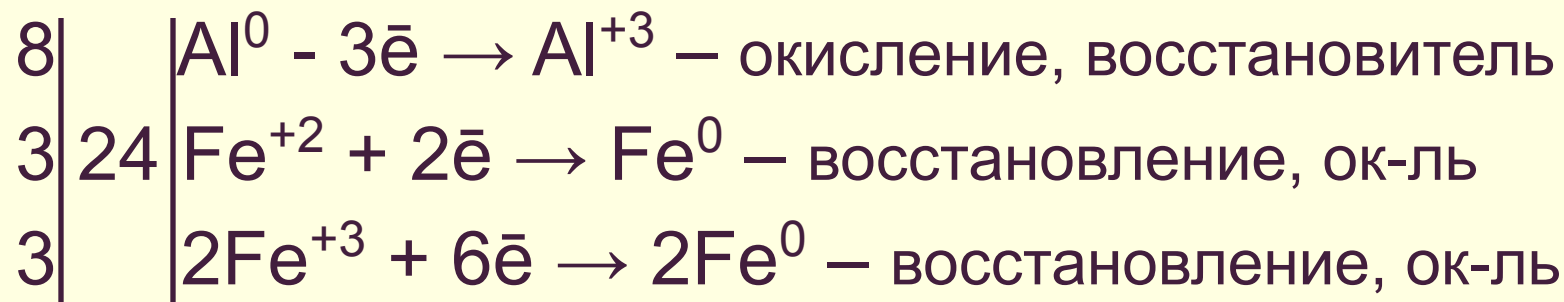 8| |Al⁰ - 3ē → Al⁺³ – окисление, восстановитель
3| 24 |Fe⁺² + 2ē → Fe⁰ – восстановление, ок-ль
3| |2Fe⁺³ + 6ē → 2Fe⁰ – восстановление, ок-ль